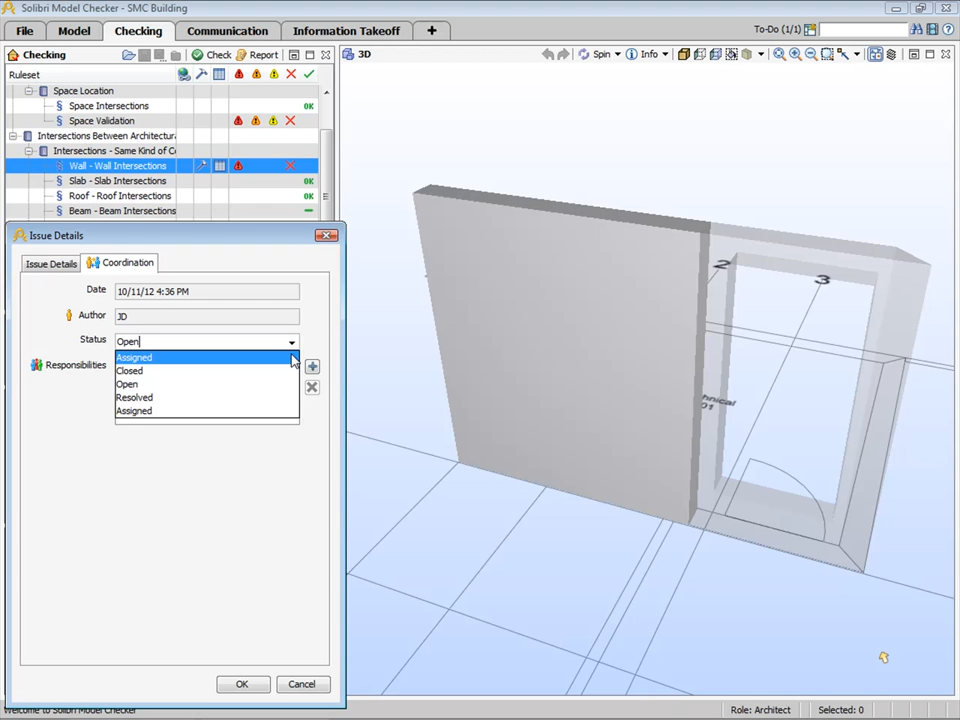 Solibri Model Checker - SMC Building
File
Model
Checking
Communication
Information Takeoff
To-Do (1/1)
Checking
Check
Report
3D
Spin
Info
Ruleset
Space Location
Space Intersections
OK
Space Validation
Intersections Between Architectur
Intersections - Same Kind of C
Wall - Wall Intersections
Slab - Slab Intersections
OK
Roof - Roof Intersections
OK
Beam - Beam Intersections
Issue Details
Issue Details
Coordination
Date
10/11/12 4:36 PM
Author
JD
Status
Open
Responsibilities
Assigned
Closed
Open
Resolved
Assigned
OK
Cancel
2
3
hnical
01
Welcome to Solibri Model Checker
Role: Architect
Selected: 0